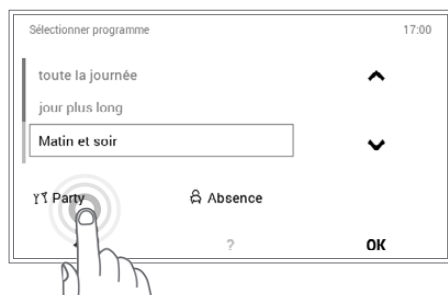 Sélectionner programme 17:00
toute la journée
jour plus long
Matin et soir
Party Absence
? OK